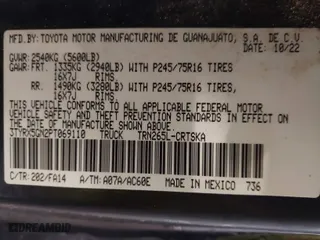 MFD.BY: TOYOTA MOTOR MANUFACTURING DE GUANAJUATO, S.A. DE C.V.
DATE: 10/22
GVWR: 2540KG (5600LB)
GAWR: FRT. 1335KG (2940LB) WITH P245/75R16 TIRES
16X7J RIMS
RR. 1490KG (3280LB) WITH P245/75R16 TIRES
16X7J RIMS
THIS VEHICLE CONFORMS TO ALL APPLICABLE FEDERAL MOTOR
VEHICLE SAFETY STANDARDS IN EFFECT ON THE DATE OF
MANUFACTURE SHOWN ABOVE.
3TYRX5GN2PT069110 TRUCK TRN265L-CRTSKA
C/TR: 202/FA14 A/TM: A07A/AC60E MADE IN MEXICO 736
IDREAMBID